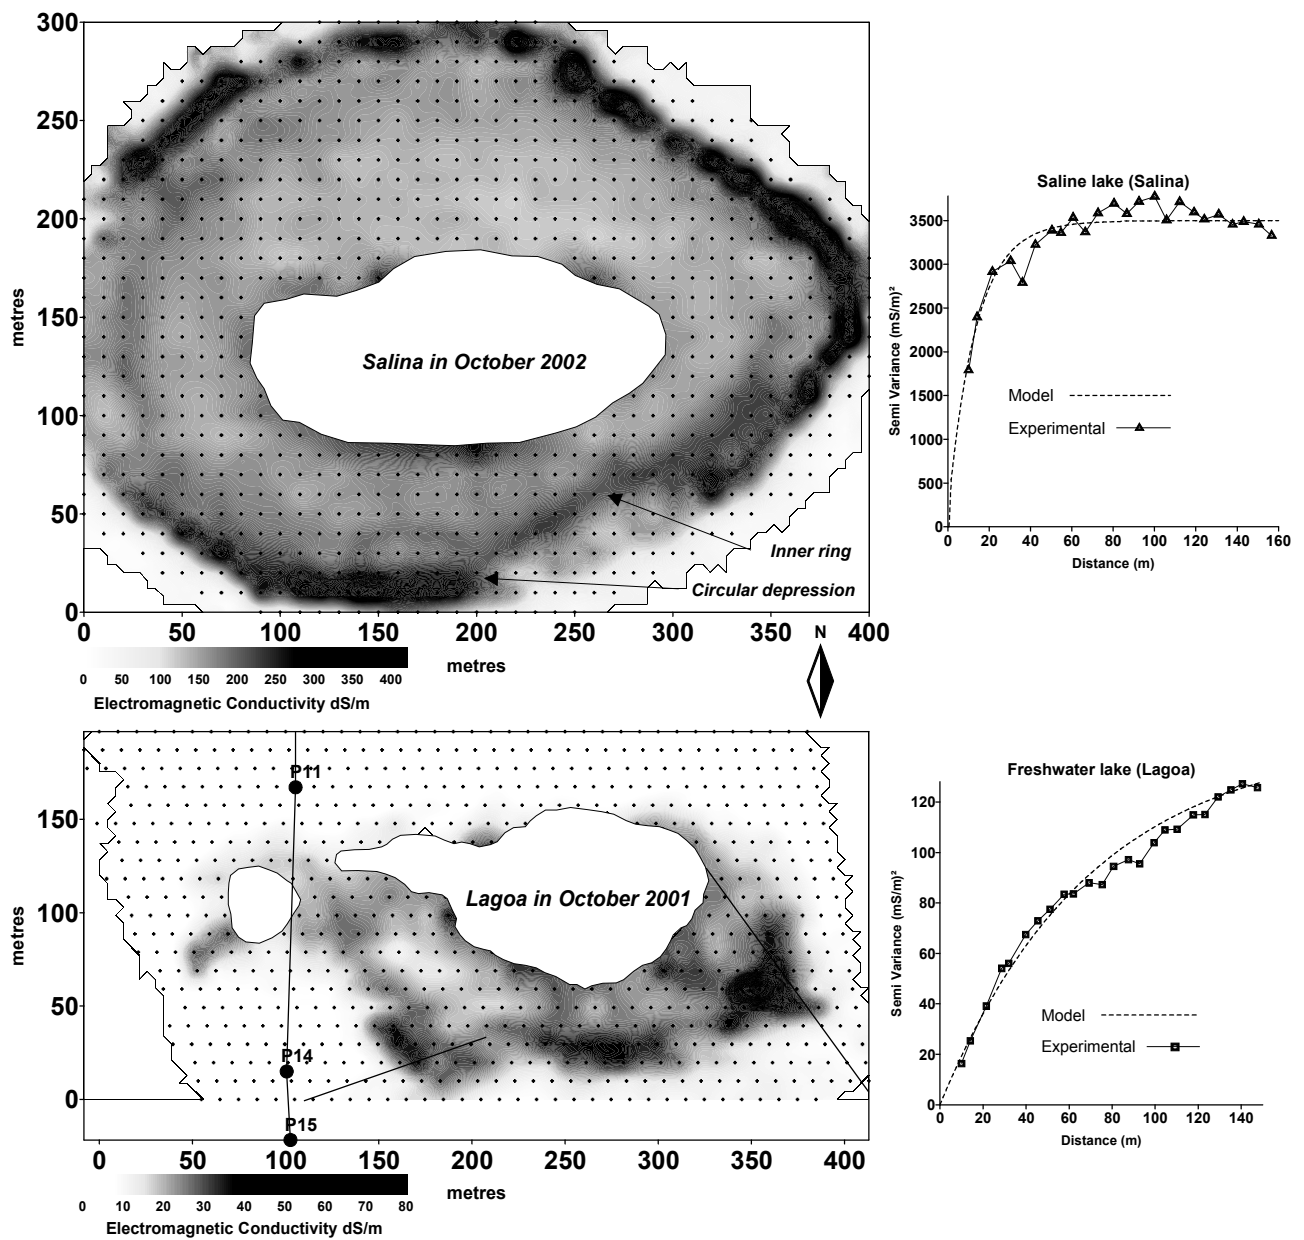 300
250
200
150
100
50
0
metres
Salina in October 2002
Inner ring
Circular depression
0 50 100 150 200 250 300 350 400
metres
N
0 50 100 150 200 250 300 350 400
Electromagnetic Conductivity dS/m
Saline lake (Salina)
3500
3000
2500
2000
1500
1000
500
0
Semi Variance (mS/m)²
Model
Experimental
0 20 40 60 80 100 120 140 160
Distance (m)
150
100
50
0
metres
P11
Lagoa in October 2001
P14
P15
0 50 100 150 200 250 300 350 400
metres
0 10 20 30 40 50 60 70 80
Electromagnetic Conductivity dS/m
Freshwater lake (Lagoa)
120
100
80
60
40
20
0
Semi Variance (mS/m)²
Model
Experimental
0 20 40 60 80 100 120 140
Distance (m)